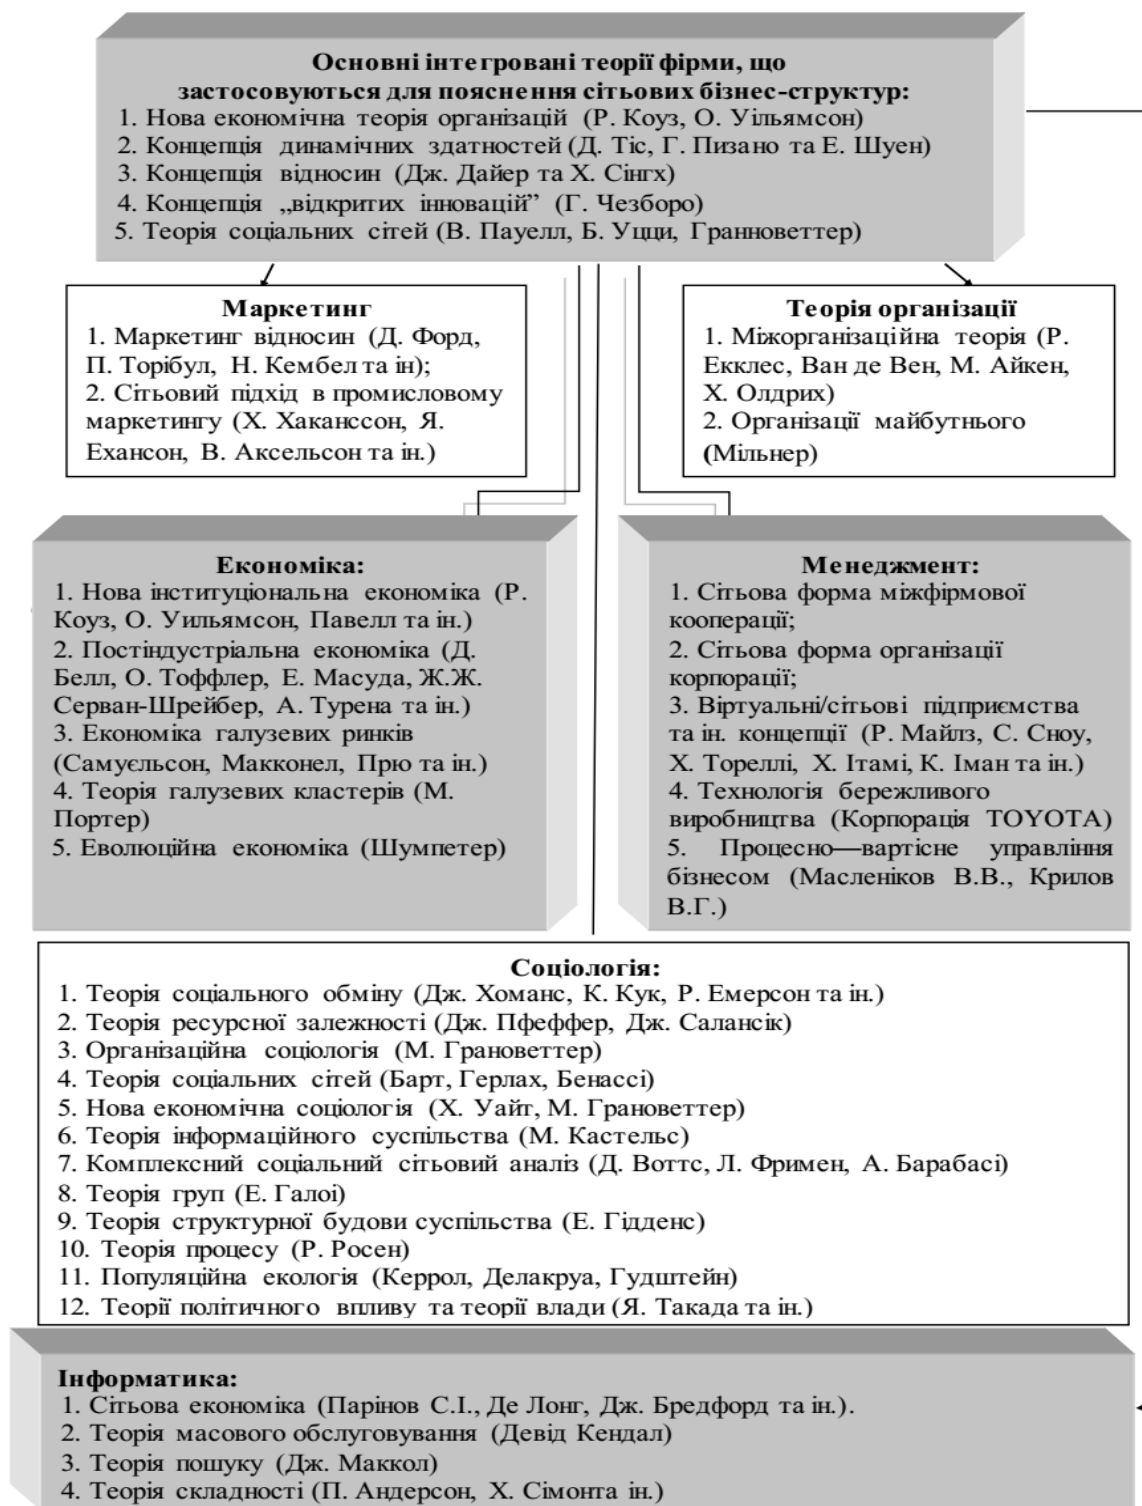 Основні інтегровані теорії фірми, що
застосовуються для пояснення сітьових бізнес-структур:
1. Нова економічна теорія організацій (Р. Коуз, О. Уільямсон)
2. Концепція динамічних здатностей (Д. Тіс, Г. Пизано та Е. Шуен)
3. Концепція відносин (Дж. Дайер та Х. Сінгх)
4. Концепція „відкритих інновацій” (Г. Чезборо)
5. Теорія соціальних сітей (В. Пауелл, Б. Уцци, Гранноветтер)
Маркетинг
1. Маркетинг відносин (Д. Форд,
П. Торібул, Н. Кембел та ін);
2. Сітьовий підхід в промисловому
маркетингу (Х. Хаканссон, Я.
Ехансон, В. Аксельсон та ін.)
Теорія організації
1. Міжорганізаційна теорія (Р.
Екклес, Ван де Вен, М. Айкен,
Х. Олдрих)
2. Організації майбутнього
(Мільнер)
Економіка:
1. Нова інституціональна економіка (Р.
Коуз, О. Уильямсон, Павелл та ін.)
2. Постіндустріальна економіка (Д.
Белл, О. Тоффлер, Е. Масуда, Ж.Ж.
Серван-Шрейбер, А. Турена та ін.)
3. Економіка галузевих ринків
(Самуєльсон, Макконел, Прю та ін.)
4. Теорія галузевих кластерів (М.
Портер)
5. Еволюційна економіка (Шумпетер)
Менеджмент:
1. Сітьова форма міжфірмової
кооперації;
2. Сітьова форма організації
корпорації;
3. Віртуальні/сітьові підприємства
та ін. концепції (Р. Майлз, С. Сноу,
Х. Тореллі, Х. Ітамі, К. Іман та ін.)
4. Технологія бережливого
виробництва (Корпорація TOYOTA)
5. Процесно—вартісне управління
бізнесом (Масленіков В.В., Крилов
В.Г.)
Соціологія:
1. Теорія соціального обміну (Дж. Хоманс, К. Кук, Р. Емерсон та ін.)
2. Теорія ресурсної залежності (Дж. Пфеффер, Дж. Салансік)
3. Організаційна соціологія (М. Грановеттер)
4. Теорія соціальних сітей (Барт, Герлах, Бенассі)
5. Нова економічна соціологія (Х. Уайт, М. Грановеттер)
6. Теорія інформаційного суспільства (М. Кастельс)
7. Комплексний соціальний сітьовий аналіз (Д. Воттс, Л. Фримен, А. Барабасі)
8. Теорія груп (Е. Галоі)
9. Теорія структурної будови суспільства (Е. Гідденс)
10. Теорія процесу (Р. Росен)
11. Популяційна екологія (Керрол, Делакруа, Гудштейн)
12. Теорії політичного впливу та теорії влади (Я. Такада та ін.)
Інформатика:
1. Сітьова економіка (Парінов С.І., Де Лонг, Дж. Бредфорд та ін.).
2. Теорія масового обслуговування (Девід Кендал)
3. Теорія пошуку (Дж. Маккол)
4. Теорія складності (П. Андерсон, Х. Сімонта ін.)